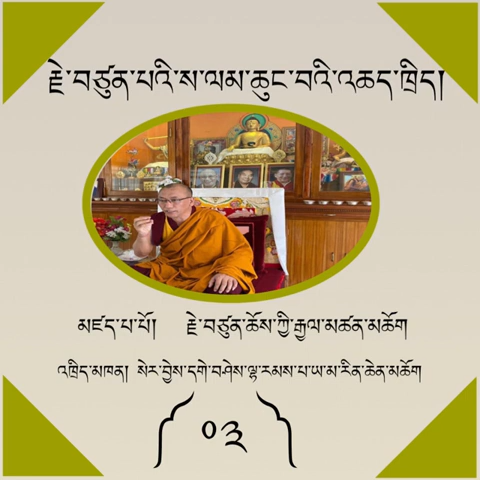 རྗེ་བཙུན་པའི་ས་ལམ་ཆུང་བའི་འཆད་ཁྲིད།
མཛད་པ་པོ། རྗེ་བཙུན་ཆོས་ཀྱི་རྒྱལ་མཚན་མཆོག
འཁྲིད་མཁན། སེར་བྱེས་དགེ་བཤེས་ལྷ་རམས་པ་ཡ་མ་རིན་ཆེན་མཆོག
༼ ༠༣ ༽